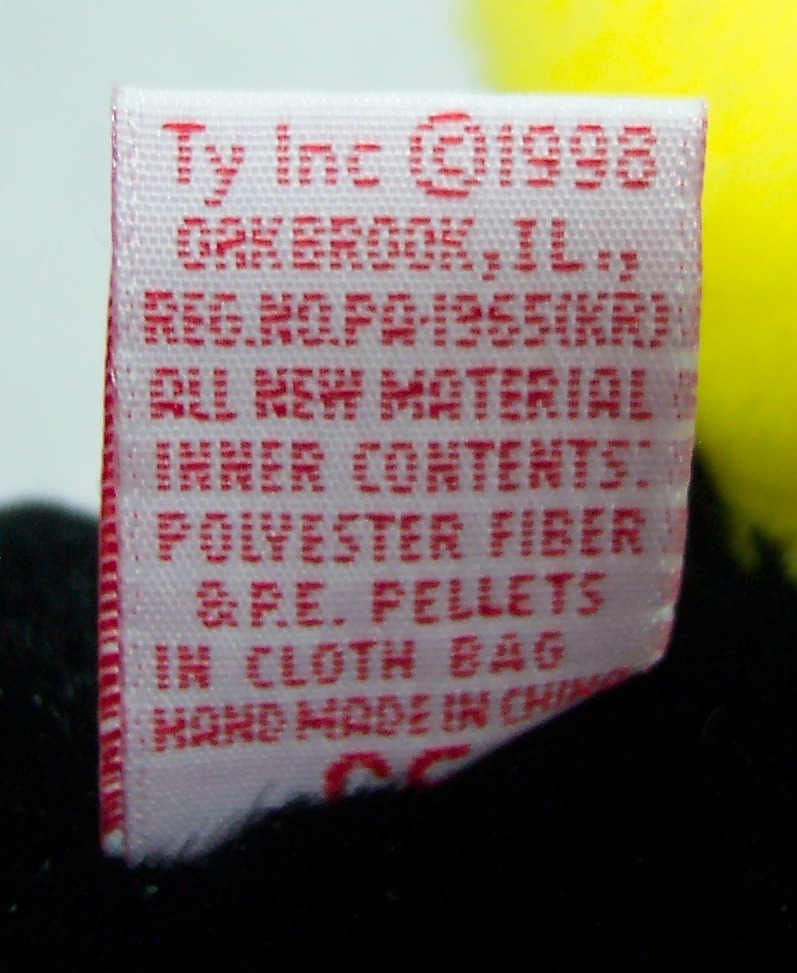 Ty Inc ©1998
OAKBROOK,IL.,
REG.NO.PA-1965(KR)
ALL NEW MATERIAL
INNER CONTENTS:
POLYESTER FIBER
&P.E. PELLETS
IN CLOTH BAG
HAND MADE IN CHINA